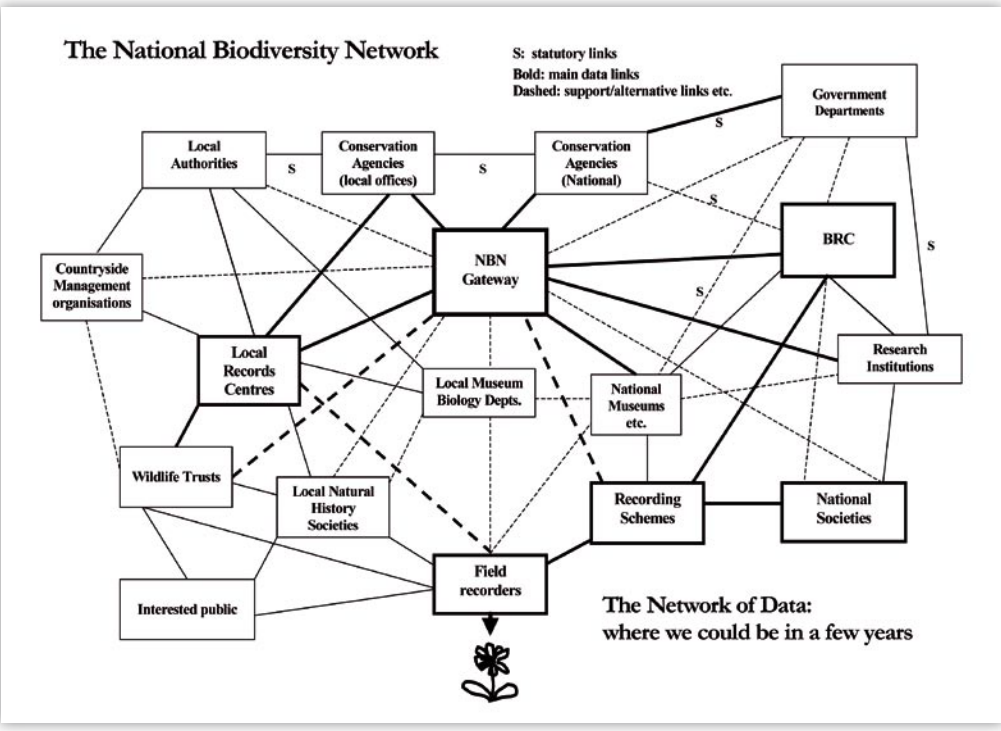 The National Biodiversity Network
S: statutory links
Bold: main data links
Dashed: support/alternative links etc.
Government
Departments
S
Local
Authorities
S
Conservation
Agencies
(local offices)
S
Conservation
Agencies
(National)
S
BRC
S
NBN
Gateway
Countryside
Management
organisations
S
Local
Records
Centres
Local Museum
Biology Depts.
National
Museums
etc.
Research
Institutions
Wildlife Trusts
Local Natural
History
Societies
Recording
Schemes
National
Societies
Field
recorders
Interested public
The Network of Data:
where we could be in a few years